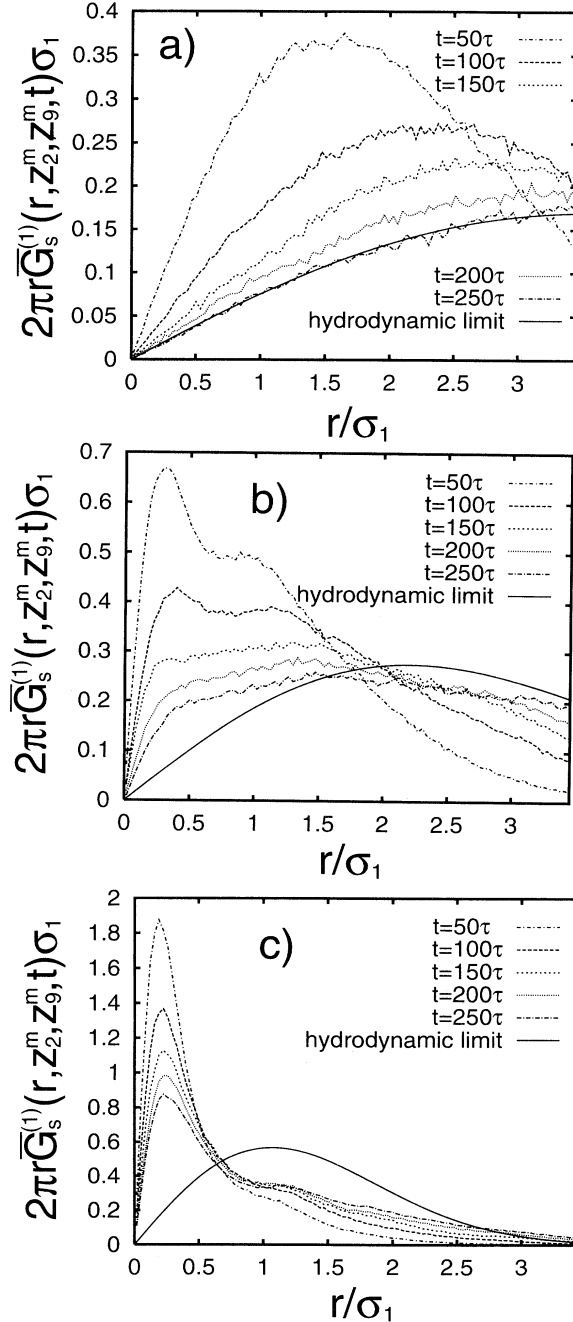 a)
t=50τ
t=100τ
t=150τ
t=200τ
t=250τ
hydrodynamic limit
0.4
0.35
0.3
0.25
0.2
0.15
0.1
0.05
0
0 0.5 1 1.5 2 2.5 3
2πrG̅ₛ⁽¹⁾(r,z₂ᵐ,z₉ᵐ,t)σ₁
r/σ₁
b)
t=50τ
t=100τ
t=150τ
t=200τ
t=250τ
hydrodynamic limit
0.7
0.6
0.5
0.4
0.3
0.2
0.1
0
0 0.5 1 1.5 2 2.5 3
2πrG̅ₛ⁽¹⁾(r,z₂ᵐ,z₉ᵐ,t)σ₁
r/σ₁
c)
t=50τ
t=100τ
t=150τ
t=200τ
t=250τ
hydrodynamic limit
2
1.8
1.6
1.4
1.2
1
0.8
0.6
0.4
0.2
0
0 0.5 1 1.5 2 2.5 3
2πrG̅ₛ⁽¹⁾(r,z₂ᵐ,z₉ᵐ,t)σ₁
r/σ₁